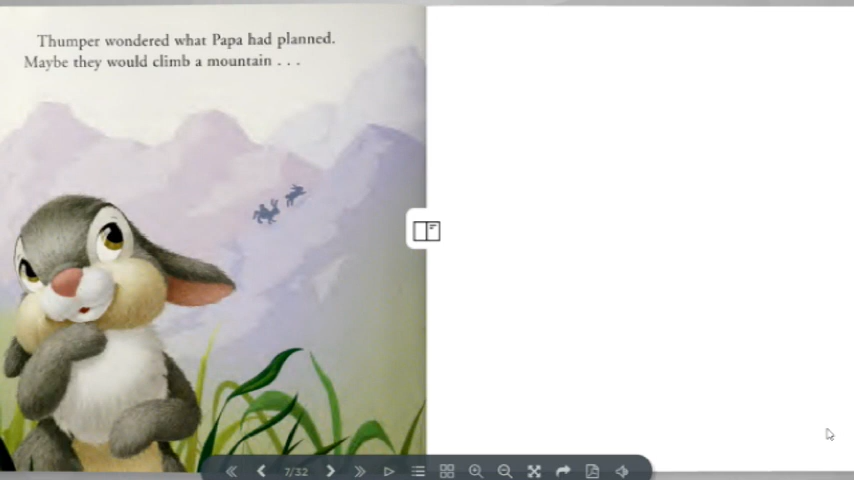 Thumper wondered what Papa had planned.
Maybe they would climb a mountain . . .
7/32